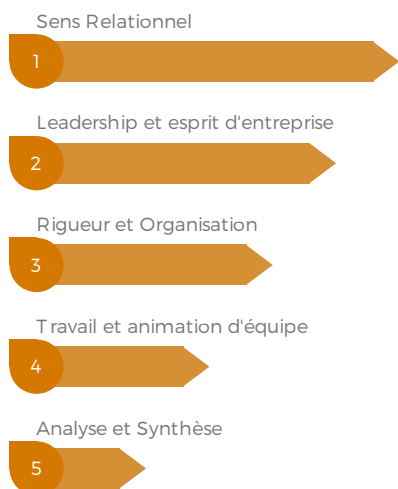 Sens Relationnel
1
Leadership et esprit d'entreprise
2
Rigueur et Organisation
3
Travail et animation d'équipe
4
Analyse et Synthèse
5